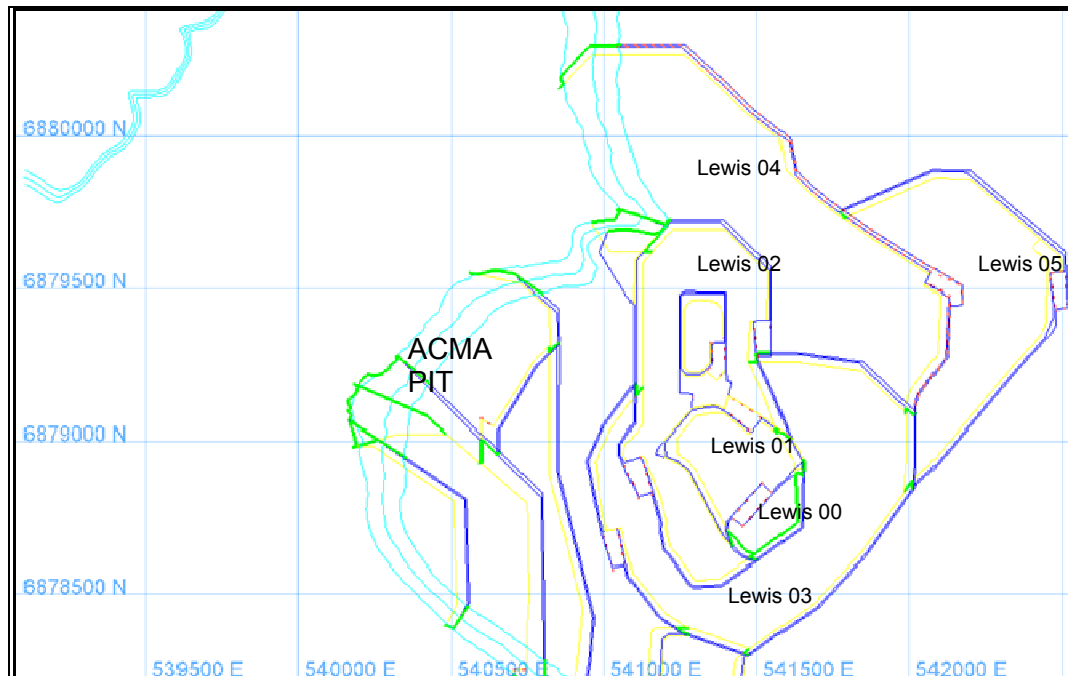 6880000 N
Lewis 04
6879500 N
Lewis 02
Lewis 05
ACMA
PIT
6879000 N
Lewis 01
Lewis 00
6878500 N
Lewis 03
539500 E
540000 E
540500 E
541000 E
541500 E
542000 E